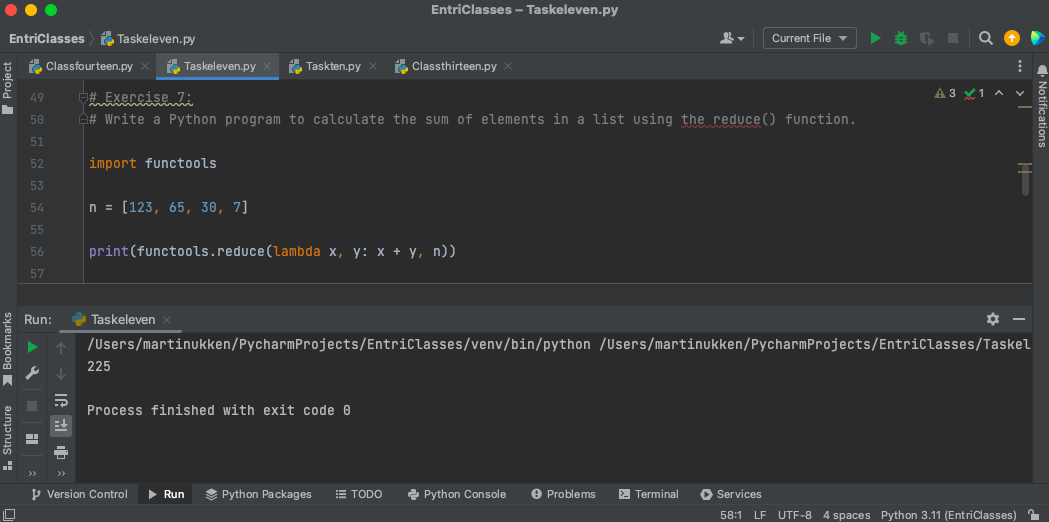 EntriClasses – Taskeleven.py
EntriClasses Taskeleven.py
Current File
Classfourteen.py Taskeleven.py Taskten.py Classthirteen.py
Project
Notifications
3 1
49 # Exercise 7:
50 # Write a Python program to calculate the sum of elements in a list using the reduce() function.
51
52 import functools
53
54 n = [123, 65, 30, 7]
55
56 print(functools.reduce(lambda x, y: x + y, n))
57
Run: Taskeleven
/Users/martinukken/PycharmProjects/EntriClasses/venv/bin/python /Users/martinukken/PycharmProjects/EntriClasses/Taskel
225
Process finished with exit code 0
Bookmarks
Structure
Version Control Run Python Packages TODO Python Console Problems Terminal Services
58:1 LF UTF-8 4 spaces Python 3.11 (EntriClasses)